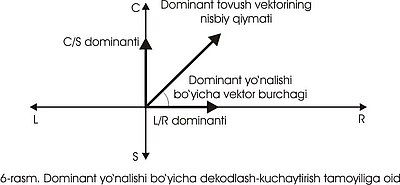 C
Dominant tovush vektorining
nisbiy qiymati
C/S dominanti
Dominant yo‘nalishi
bo‘yicha vektor burchagi
L
L/R dominanti
R
S
6-rasm. Dominant yo‘nalishi bo‘yicha dekodlash-kuchaytirish tamoyiliga oid